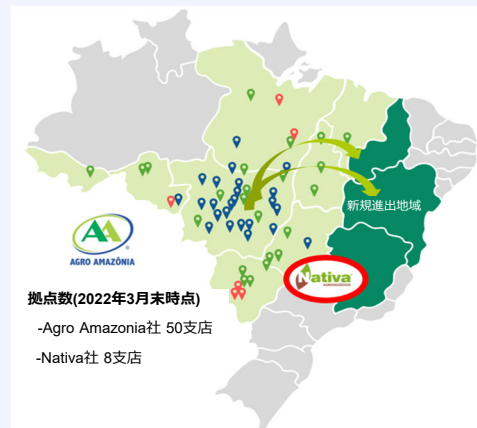 新規進出地域
AGRO AMAZÔNIA
Nativa
AGRONEGÓCIOS
拠点数(2022年3月末時点)
-Agro Amazonia社 50支店
-Nativa社 8支店